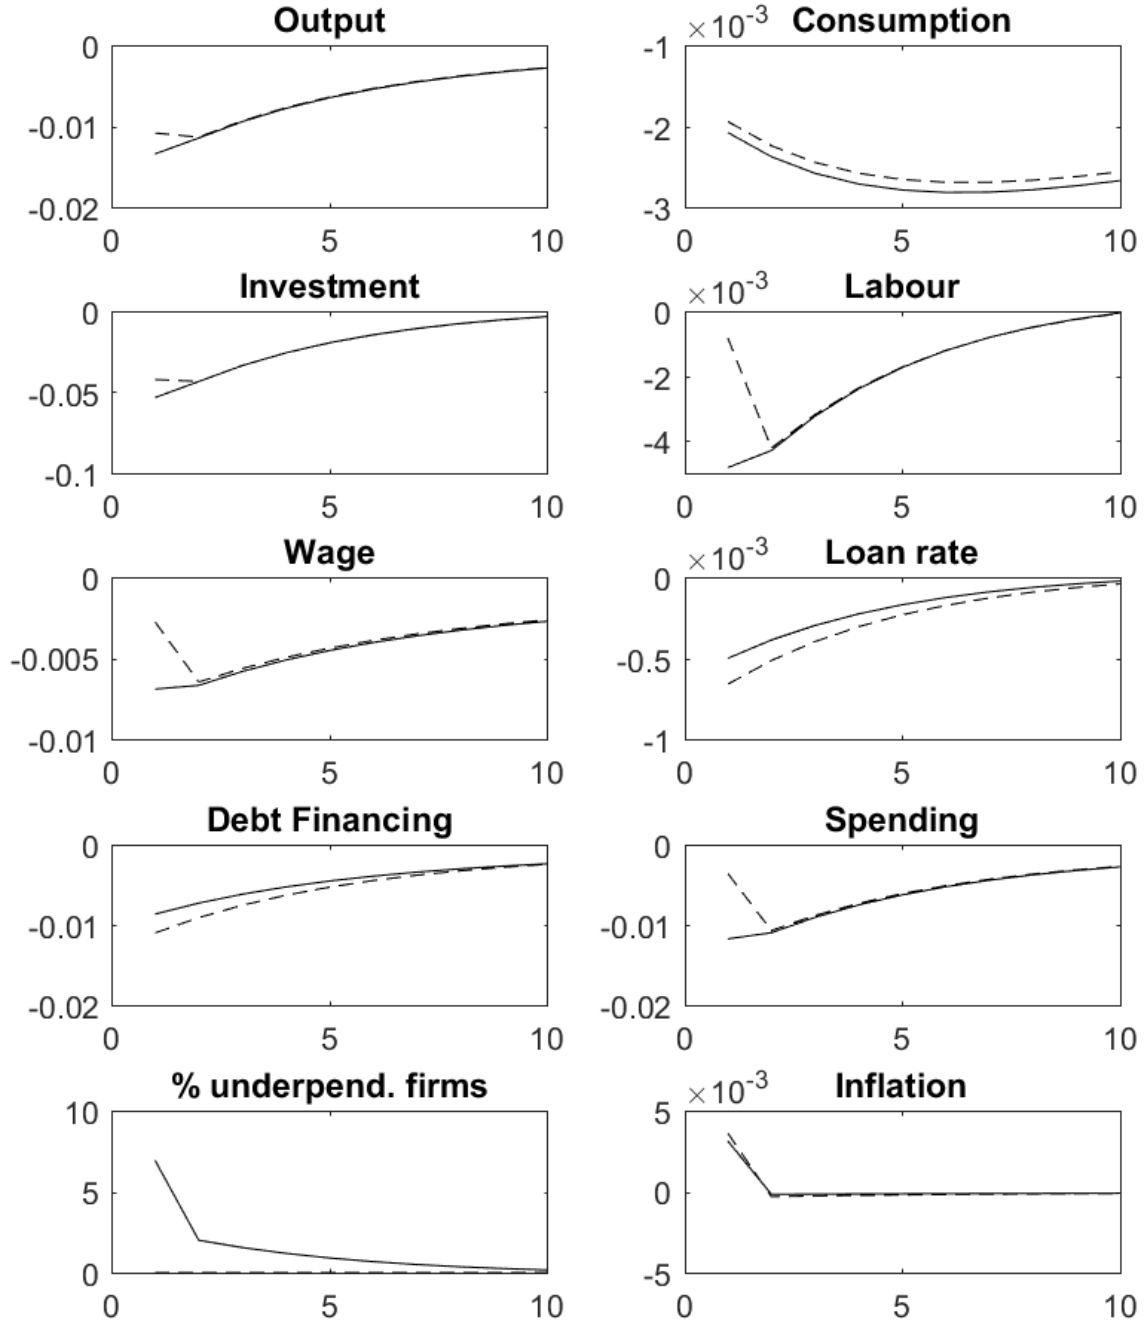 Output
0
-0.01
-0.02
0 5 10
×10-3 Consumption
-1
-2
-3
0 5 10
Investment
0
-0.05
-0.1
0 5 10
×10-3 Labour
0
-2
-4
0 5 10
Wage
0
-0.005
-0.01
0 5 10
×10-3 Loan rate
0
-0.5
-1
0 5 10
Debt Financing
0
-0.01
-0.02
0 5 10
Spending
0
-0.01
-0.02
0 5 10
% underpend. firms
10
5
0
0 5 10
×10-3 Inflation
5
0
-5
0 5 10